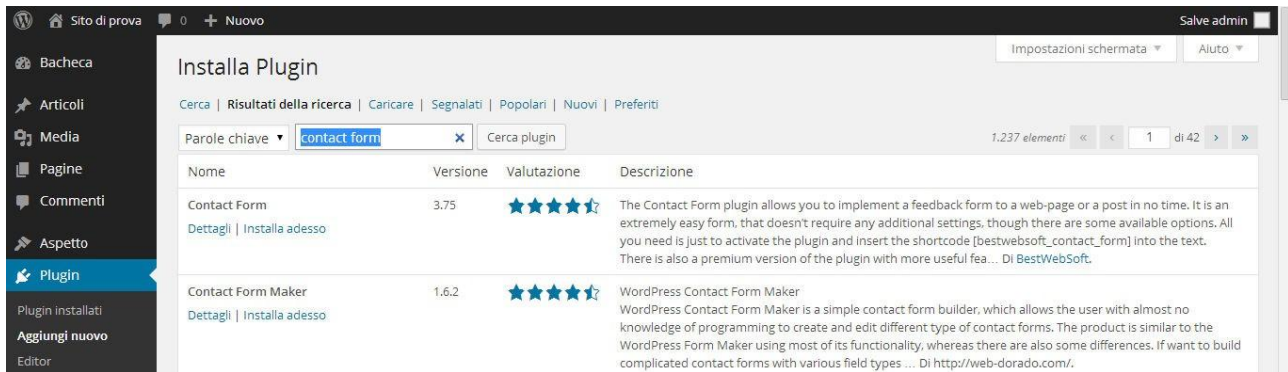 Sito di prova 0 + Nuovo Salve admin
Impostazioni schermata Aiuto
Installa Plugin
Cerca | Risultati della ricerca | Caricare | Segnalati | Popolari | Nuovi | Preferiti
Parole chiave contact form × Cerca plugin 1.237 elementi « ‹ 1 di 42 › »
Nome Versione Valutazione Descrizione
Contact Form 3.75 The Contact Form plugin allows you to implement a feedback form to a web-page or a post in no time. It is an
Dettagli | Installa adesso extremely easy form, that doesn't require any additional settings, though there are some available options. All
you need is just to activate the plugin and insert the shortcode [bestwebsoft_contact_form] into the text.
There is also a premium version of the plugin with more useful fea… Di BestWebSoft.
Contact Form Maker 1.6.2 WordPress Contact Form Maker
Dettagli | Installa adesso WordPress Contact Form Maker is a simple contact form builder, which allows the user with almost no
knowledge of programming to create and edit different type of contact forms. The product is similar to the
WordPress Form Maker using most of its functionality, whereas there are also some differences. If want to build
complicated contact forms with various field types … Di http://web-dorado.com/.
Bacheca
Articoli
Media
Pagine
Commenti
Aspetto
Plugin
Plugin installati
Aggiungi nuovo
Editor